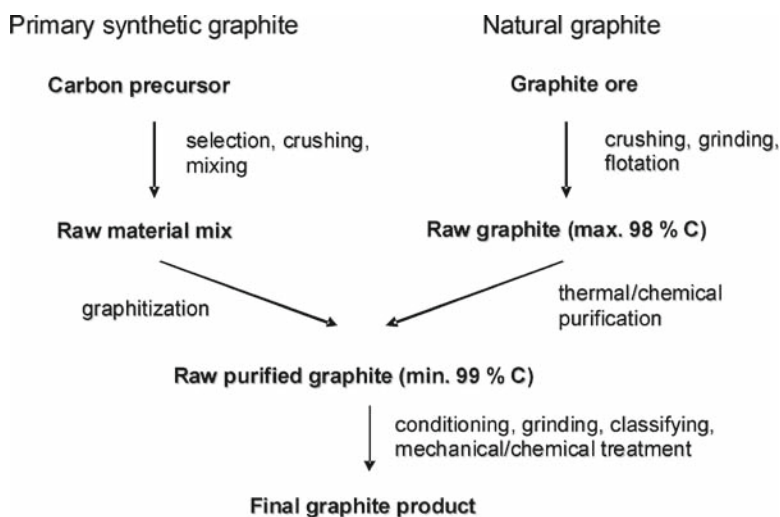 Primary synthetic graphite
Natural graphite
Carbon precursor
Graphite ore
selection, crushing,
mixing
crushing, grinding,
flotation
Raw material mix
Raw graphite (max. 98 % C)
graphitization
thermal/chemical
purification
Raw purified graphite (min. 99 % C)
conditioning, grinding, classifying,
mechanical/chemical treatment
Final graphite product